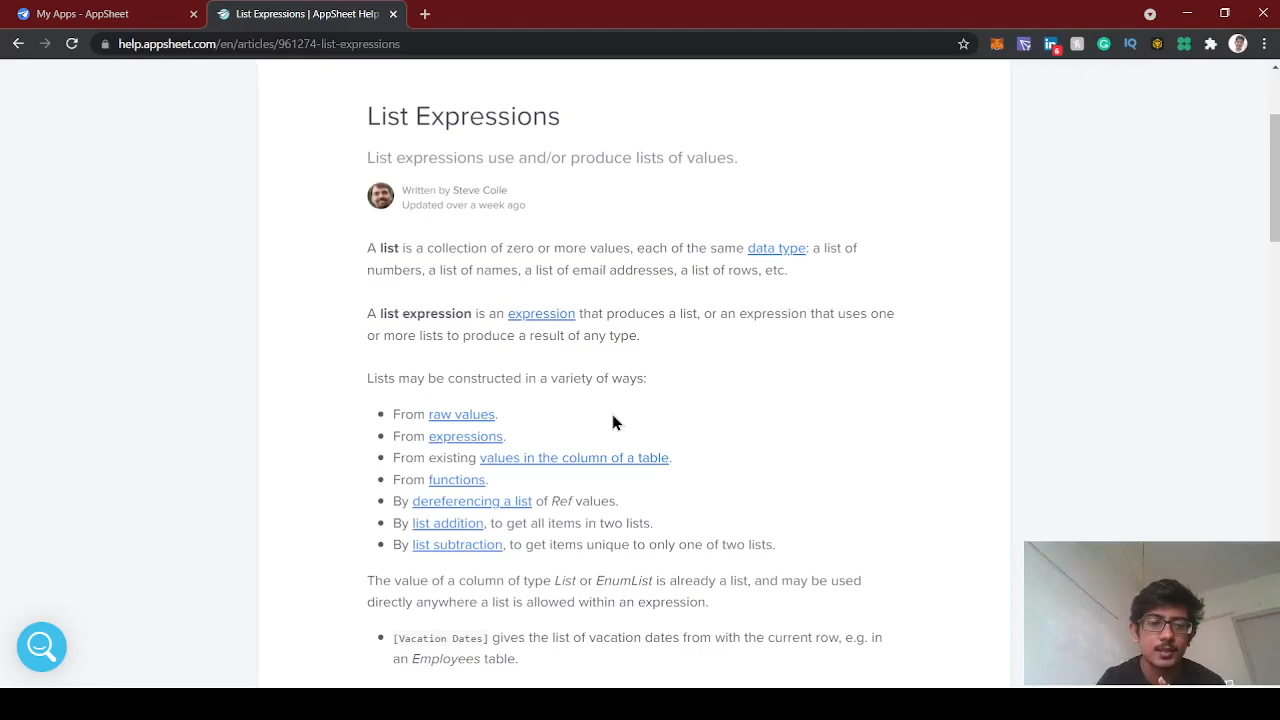 My Apps - AppSheet
List Expressions | AppSheet Help
help.appsheet.com/en/articles/961274-list-expressions
6
IQ
List Expressions
List expressions use and/or produce lists of values.
Written by Steve Coile
Updated over a week ago
A list is a collection of zero or more values, each of the same data type: a list of
numbers, a list of names, a list of email addresses, a list of rows, etc.
A list expression is an expression that produces a list, or an expression that uses one
or more lists to produce a result of any type.
Lists may be constructed in a variety of ways:
From raw values.
From expressions.
From existing values in the column of a table.
From functions.
By dereferencing a list of Ref values.
By list addition, to get all items in two lists.
By list subtraction, to get items unique to only one of two lists.
The value of a column of type List or EnumList is already a list, and may be used
directly anywhere a list is allowed within an expression.
[Vacation Dates] gives the list of vacation dates from with the current row, e.g. in
an Employees table.